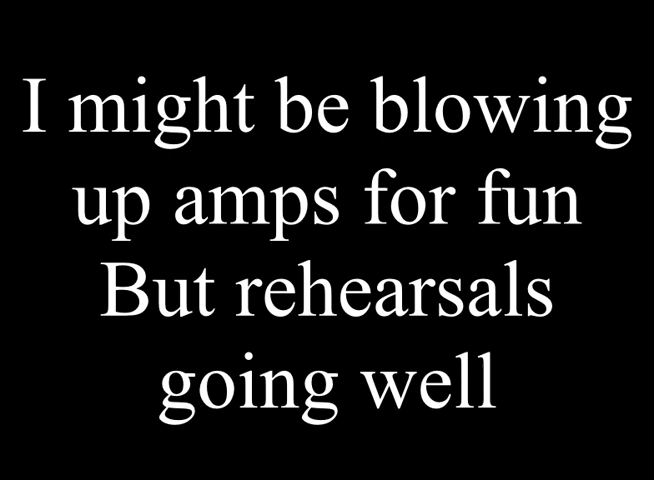 I might be blowing
up amps for fun
But rehearsals
going well